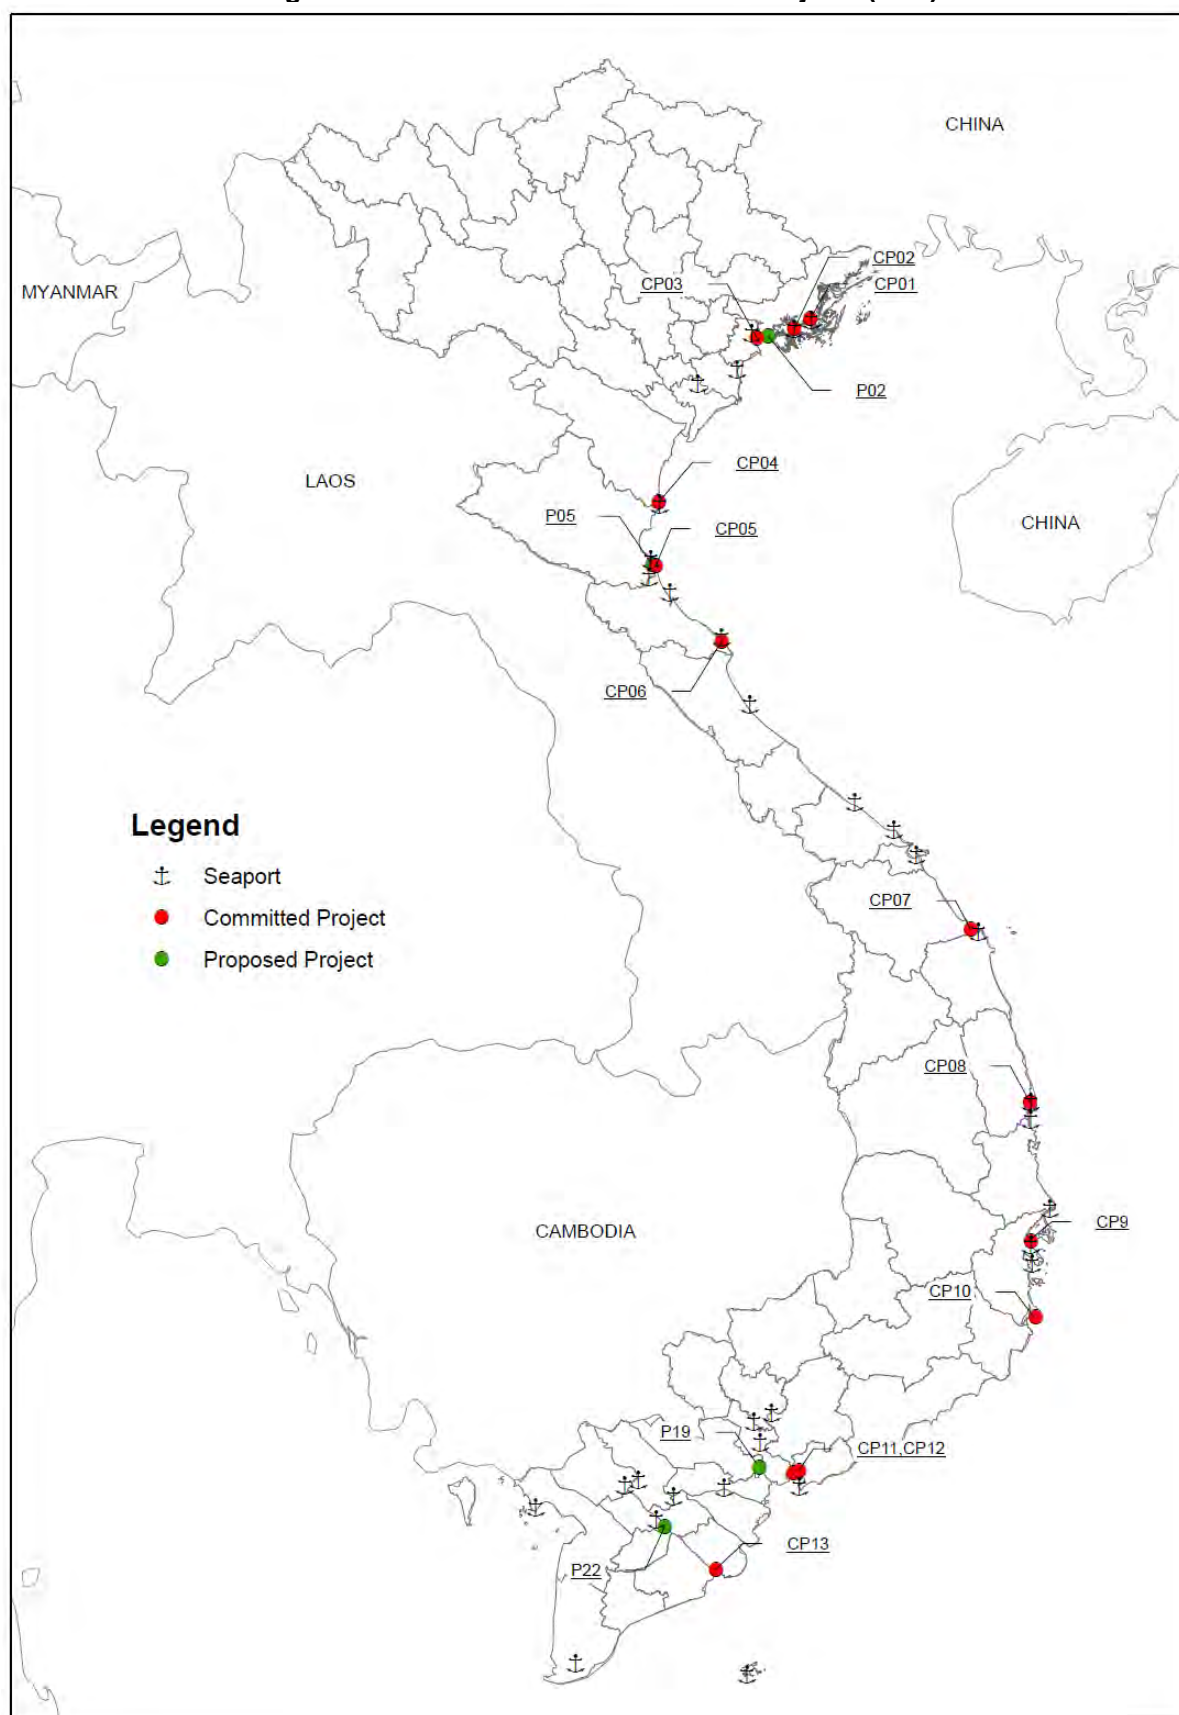 CHINA
CP02
CP03
CP01
MYANMAR
P02
CP04
LAOS
P05
CP05
CHINA
CP06
Legend
Seaport
Committed Project
Proposed Project
CP07
CP08
CAMBODIA
CP9
CP10
P19
CP11,CP12
CP13
P22